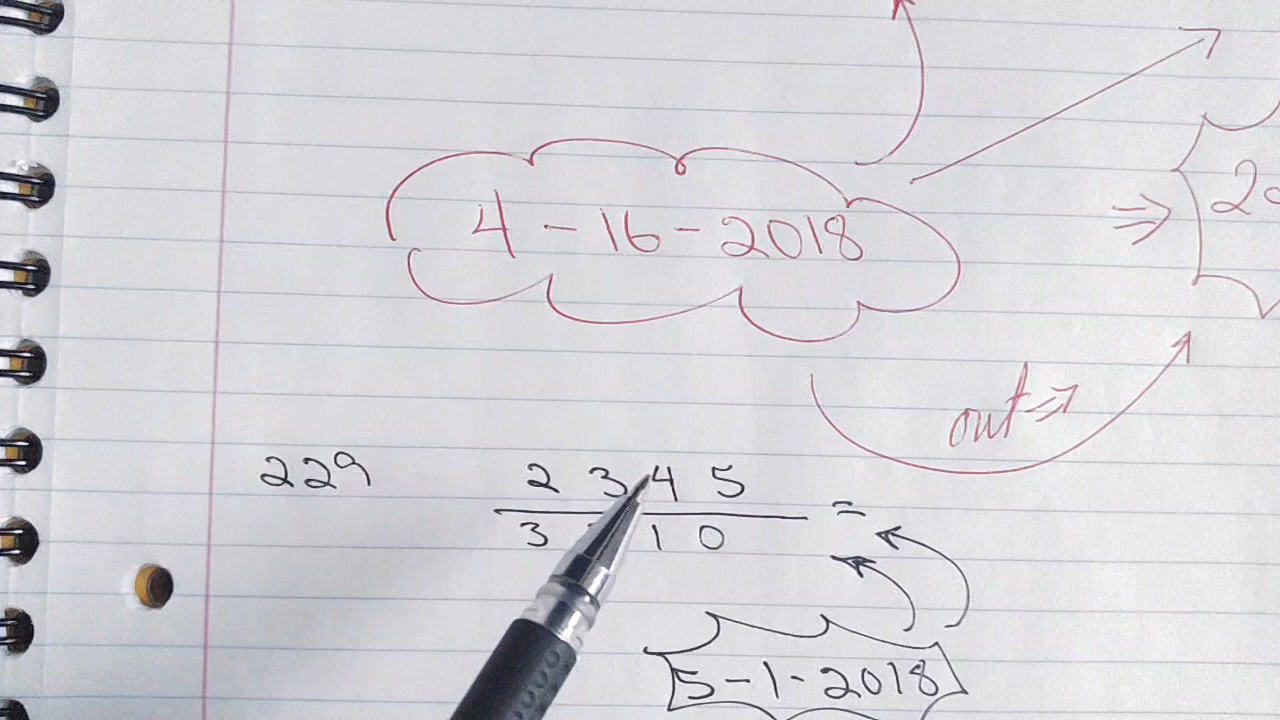 4-16-2018
out⇒
229 2 3 4 5
3 1 0 =
5-1-2018